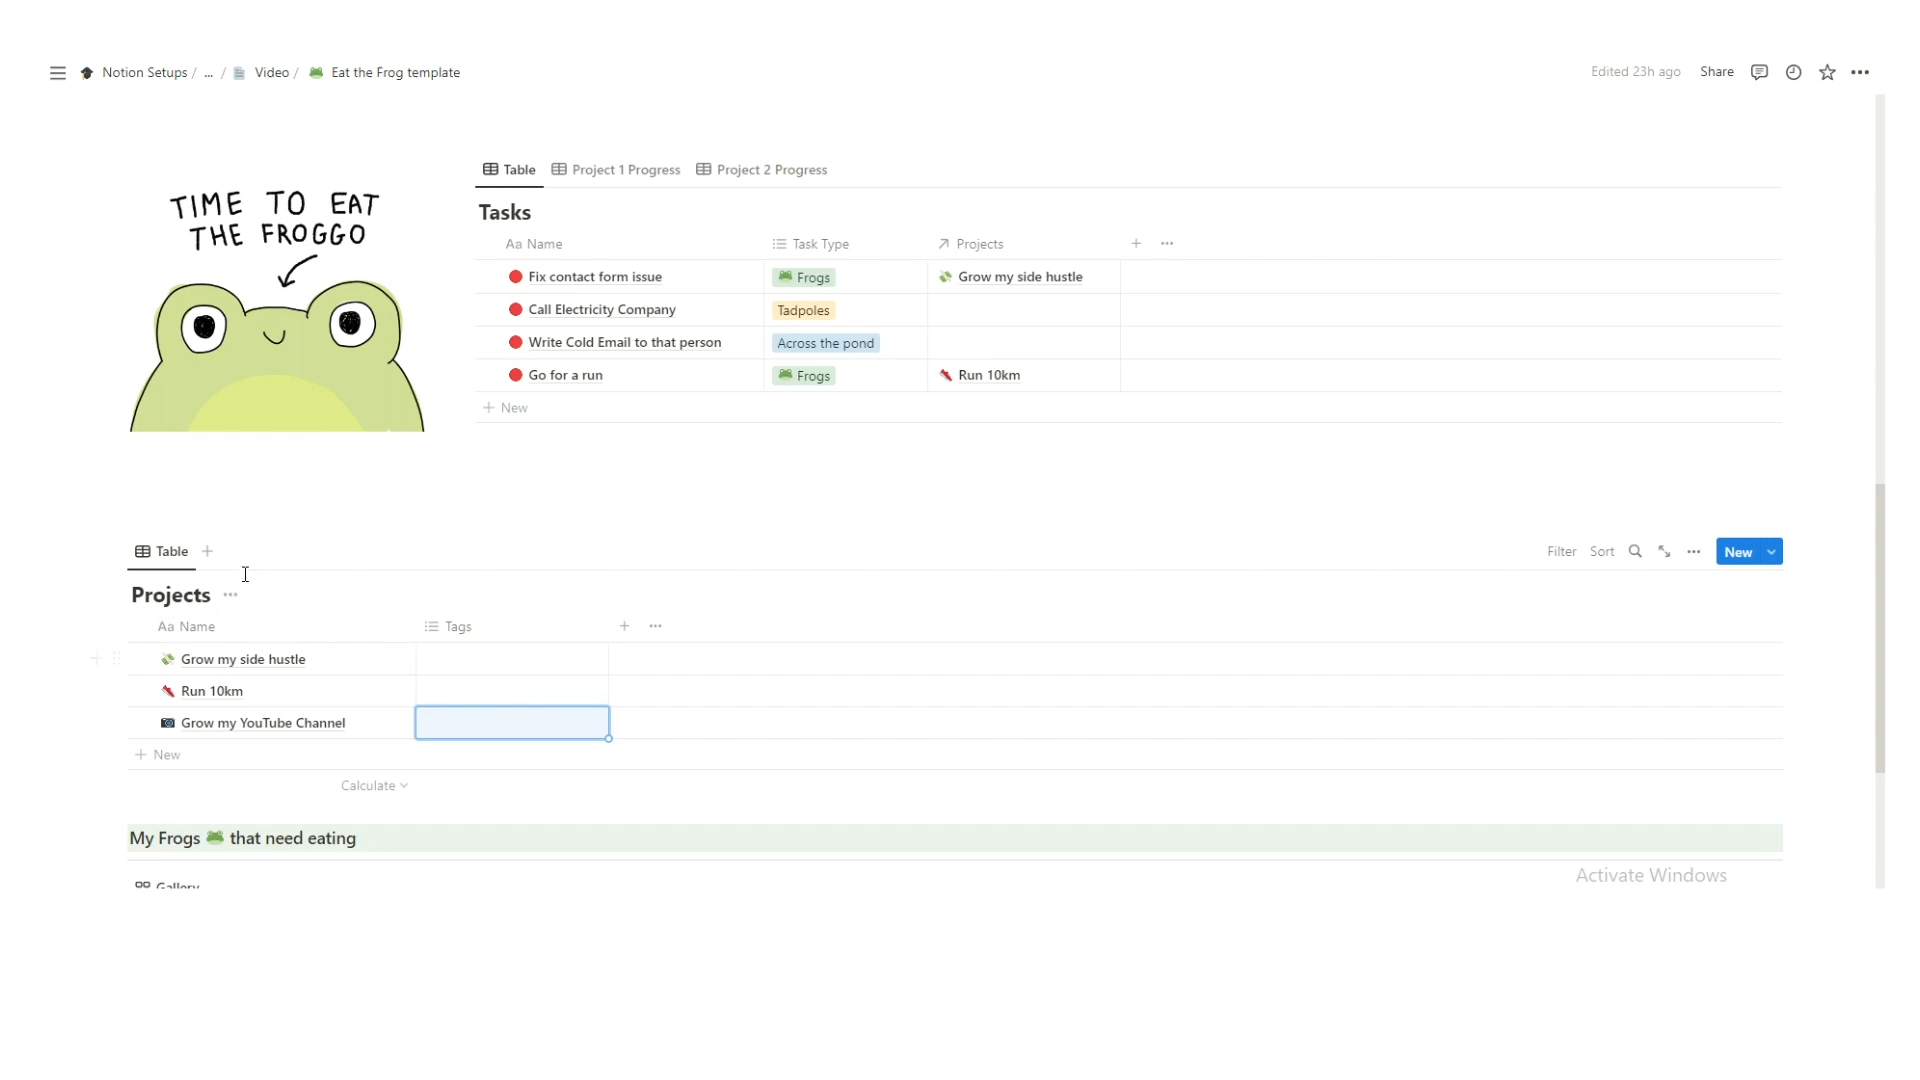 Notion Setups / ... / Video / Eat the Frog template
Edited 23h ago Share
TIME TO EAT
THE FROGGO
Table Project 1 Progress Project 2 Progress
Tasks
Aa Name Task Type Projects
Fix contact form issue Frogs Grow my side hustle
Call Electricity Company Tadpoles
Write Cold Email to that person Across the pond
Go for a run Frogs Run 10km
+ New
Table +
Filter Sort New
Projects
Aa Name Tags
Grow my side hustle
Run 10km
Grow my YouTube Channel
+ New
Calculate
My Frogs that need eating
Gallery
Activate Windows